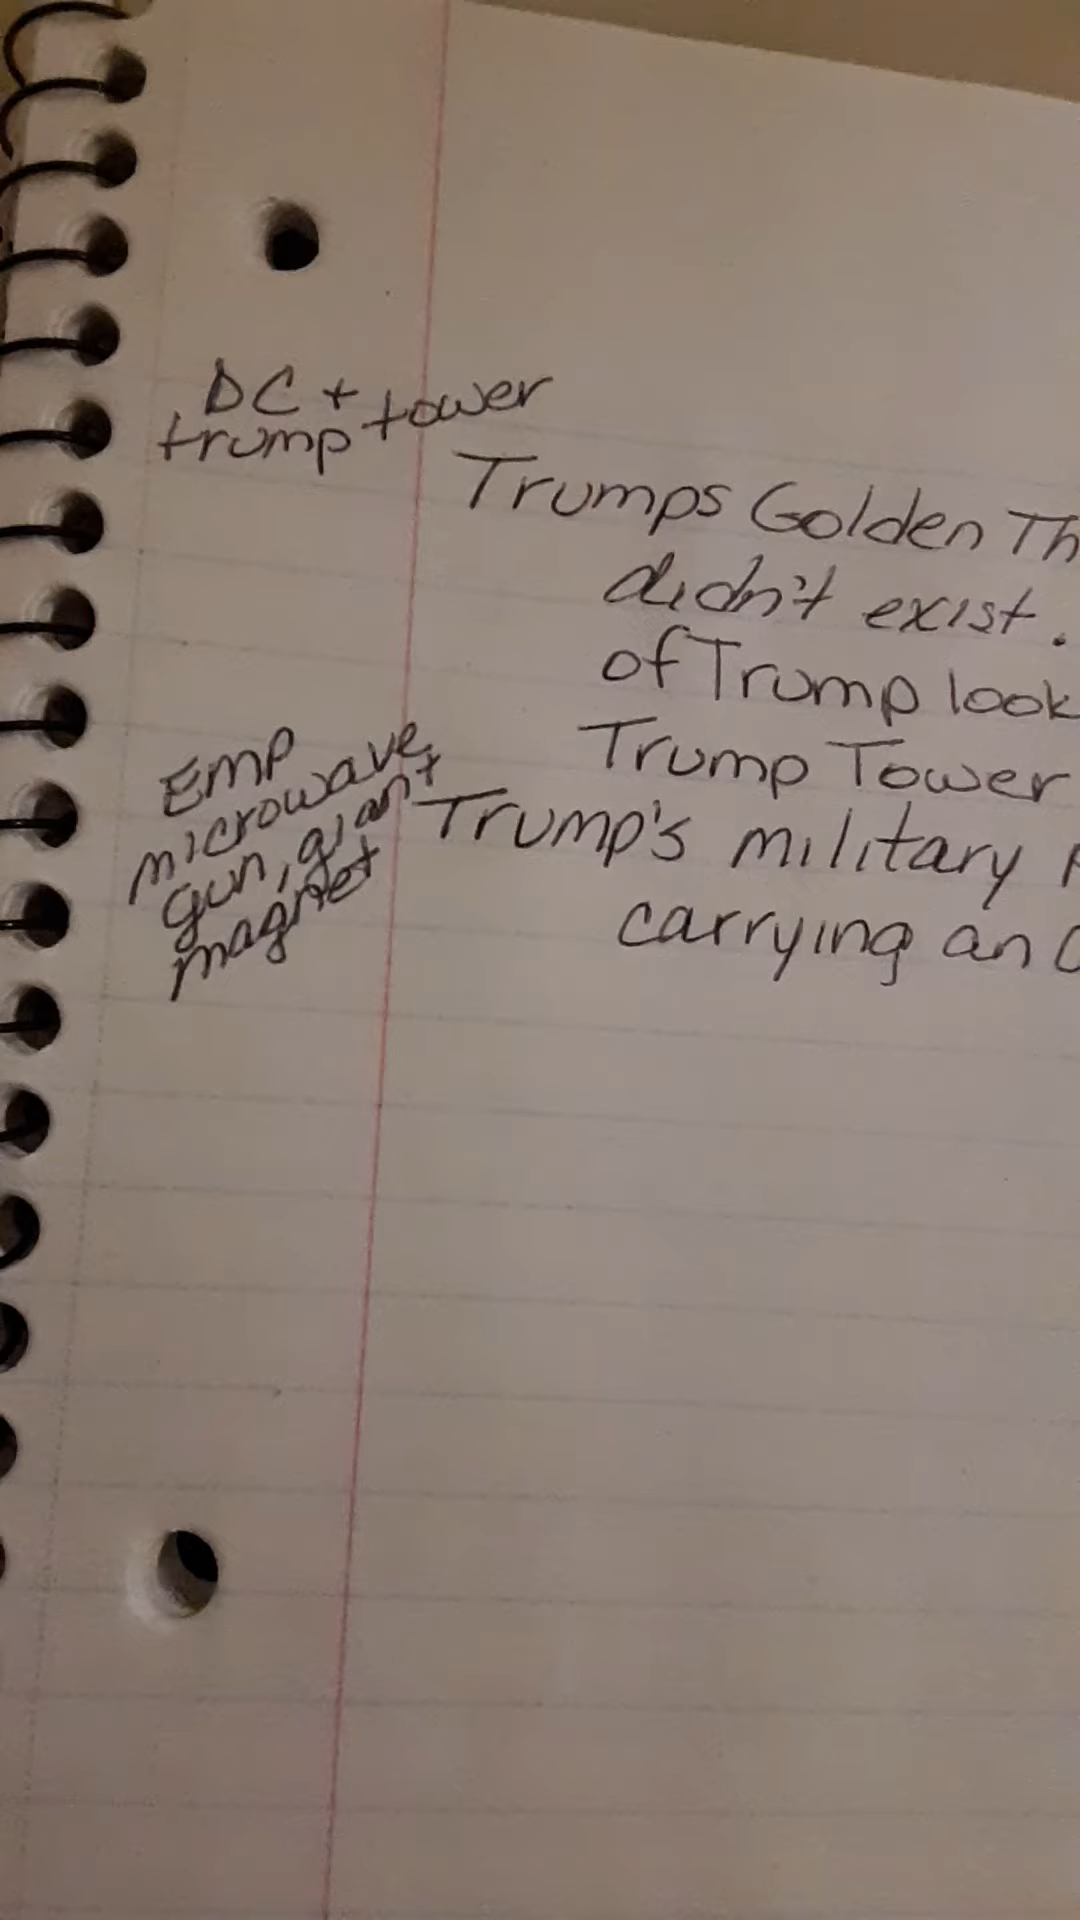 DC +
trump tower
Trumps Golden Th
didn't exist.
of Trump look
Trump Tower
Emp
microwave
gun, giant
magnet
Trump's military
carrying an